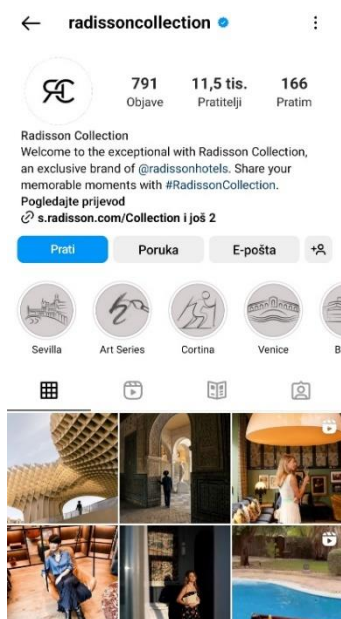 radissoncollection
791 11,5 tis. 166
Objave Pratitelji Pratim
Radisson Collection
Welcome to the exceptional with Radisson Collection,
an exclusive brand of @radissonhotels. Share your
memorable moments with #RadissonCollection.
Pogledajte prijevod
s.radisson.com/Collection i još 2
Prati Poruka E-pošta
Sevilla Art Series Cortina Venice B